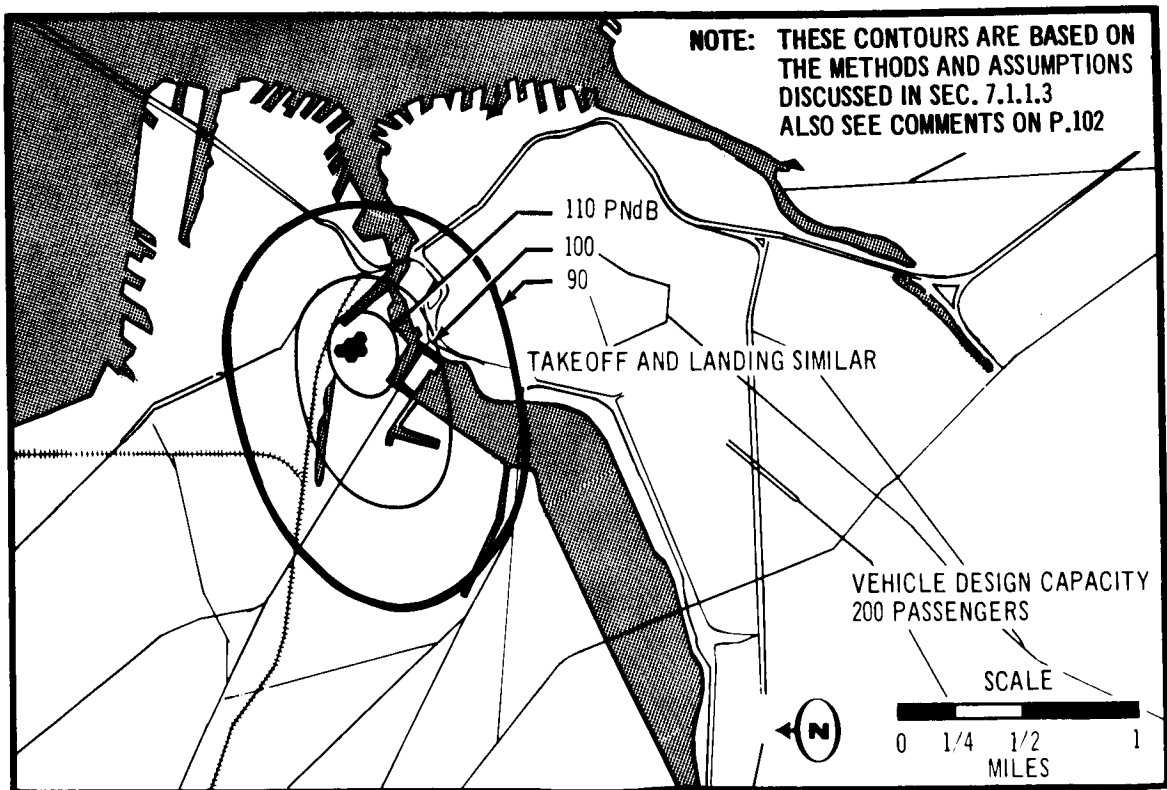 NOTE: THESE CONTOURS ARE BASED ON
THE METHODS AND ASSUMPTIONS
DISCUSSED IN SEC. 7.1.1.3
ALSO SEE COMMENTS ON P.102
110 PNdB
100
90
TAKEOFF AND LANDING SIMILAR
VEHICLE DESIGN CAPACITY
200 PASSENGERS
SCALE
N
0 1/4 1/2 1
MILES